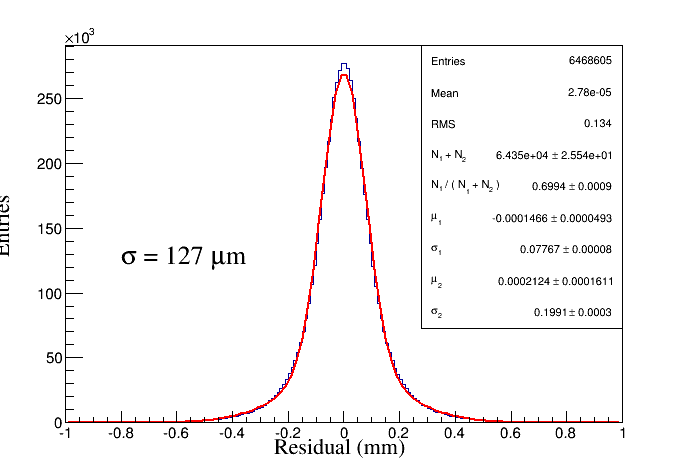 ×10³
Entries
250
200
150
100
50
0
σ = 127 μm
Entries 6468605
Mean 2.78e-05
RMS 0.134
N₁ + N₂ 6.435e+04 ± 2.554e+01
N₁ / ( N₁ + N₂ ) 0.6994 ± 0.0009
μ₁ -0.0001466 ± 0.0000493
σ₁ 0.07767 ± 0.00008
μ₂ 0.0002124 ± 0.0001611
σ₂ 0.1991 ± 0.0003
-1 -0.8 -0.6 -0.4 -0.2 0 0.2 0.4 0.6 0.8 1
Residual (mm)